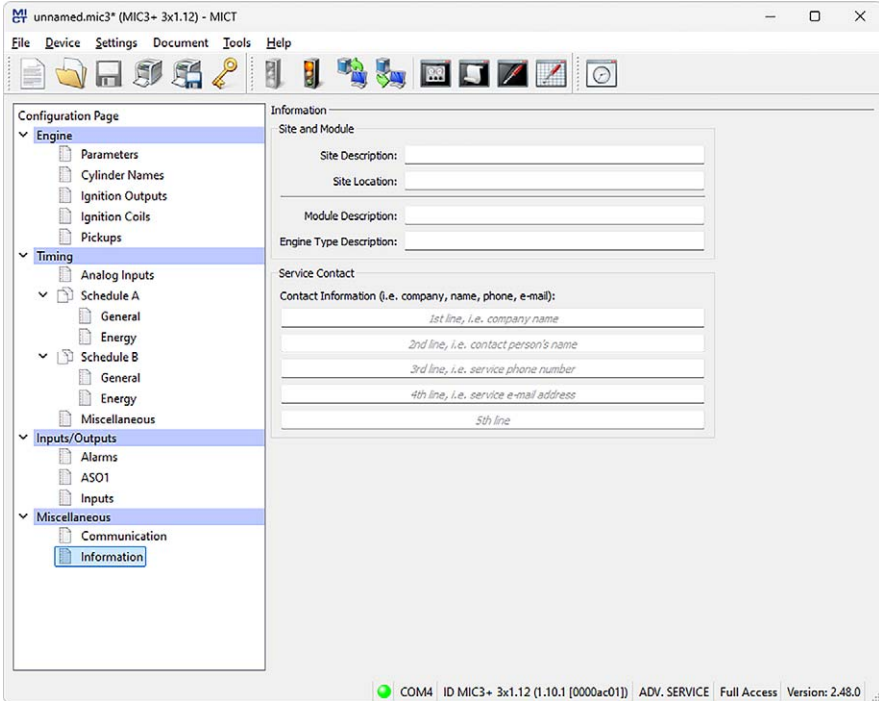 MICT unnamed.mic3* (MIC3+ 3x1.12) - MICT
File Device Settings Document Tools Help
Configuration Page
Engine
Parameters
Cylinder Names
Ignition Outputs
Ignition Coils
Pickups
Timing
Analog Inputs
Schedule A
General
Energy
Schedule B
General
Energy
Miscellaneous
Inputs/Outputs
Alarms
ASO1
Inputs
Miscellaneous
Communication
Information
Information
Site and Module
Site Description:
Site Location:
Module Description:
Engine Type Description:
Service Contact
Contact Information (i.e. company, name, phone, e-mail):
1st line, i.e. company name
2nd line, i.e. contact person's name
3rd line, i.e. service phone number
4th line, i.e. service e-mail address
5th line
COM4 ID MIC3+ 3x1.12 (1.10.1 [0000ac01]) ADV. SERVICE Full Access Version: 2.48.0